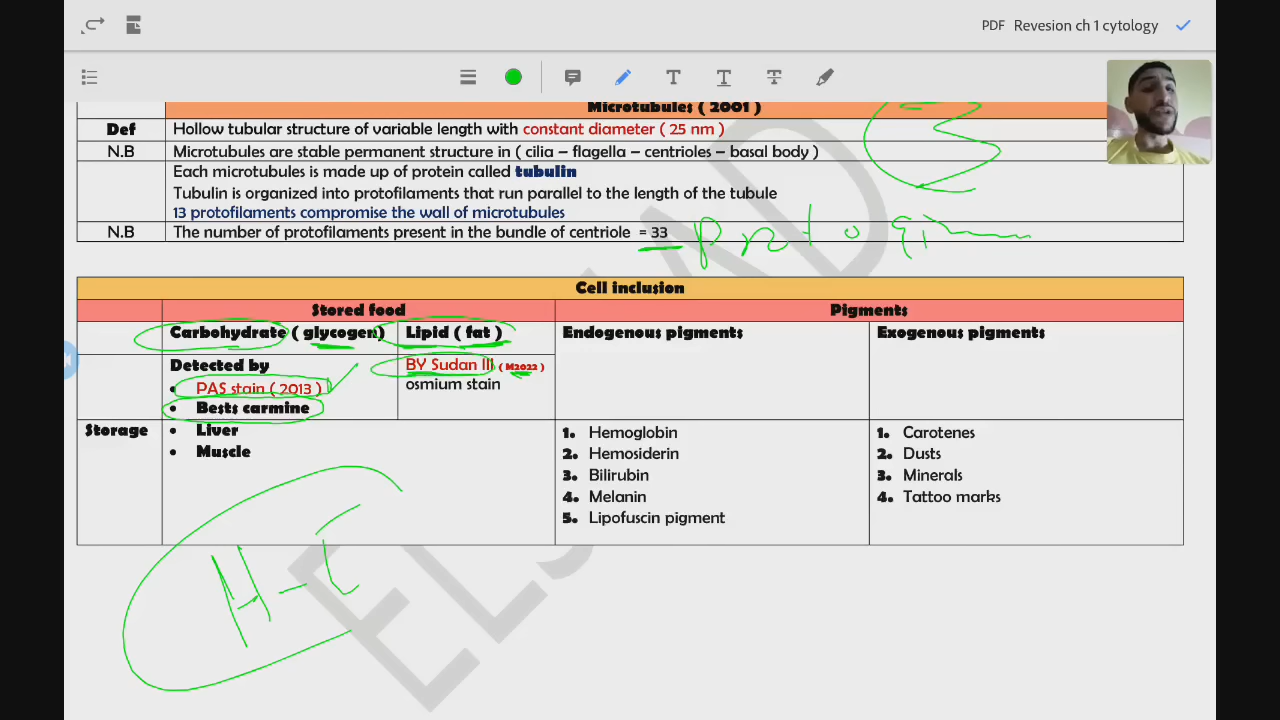 PDF Revesion ch 1 cytology
Microtubules ( 2001 )
Def Hollow tubular structure of variable length with constant diameter ( 25 nm )
N.B Microtubules are stable permanent structure in ( cilia – flagella – centrioles – basal body )
Each microtubules is made up of protein called tubulin
Tubulin is organized into protofilaments that run parallel to the length of the tubule
13 protofilaments compromise the wall of microtubules
N.B The number of protofilaments present in the bundle of centriole = 33
Cell inclusion
Stored food Pigments
Carbohydrate ( glycogen) Lipid ( fat ) Endogenous pigments Exogenous pigments
Detected by
• PAS stain ( 2013 )
• Bests carmine
BY Sudan III ( M2022 )
osmium stain
Storage
• Liver
• Muscle
1. Hemoglobin
2. Hemosiderin
3. Bilirubin
4. Melanin
5. Lipofuscin pigment
1. Carotenes
2. Dusts
3. Minerals
4. Tattoo marks
H-E